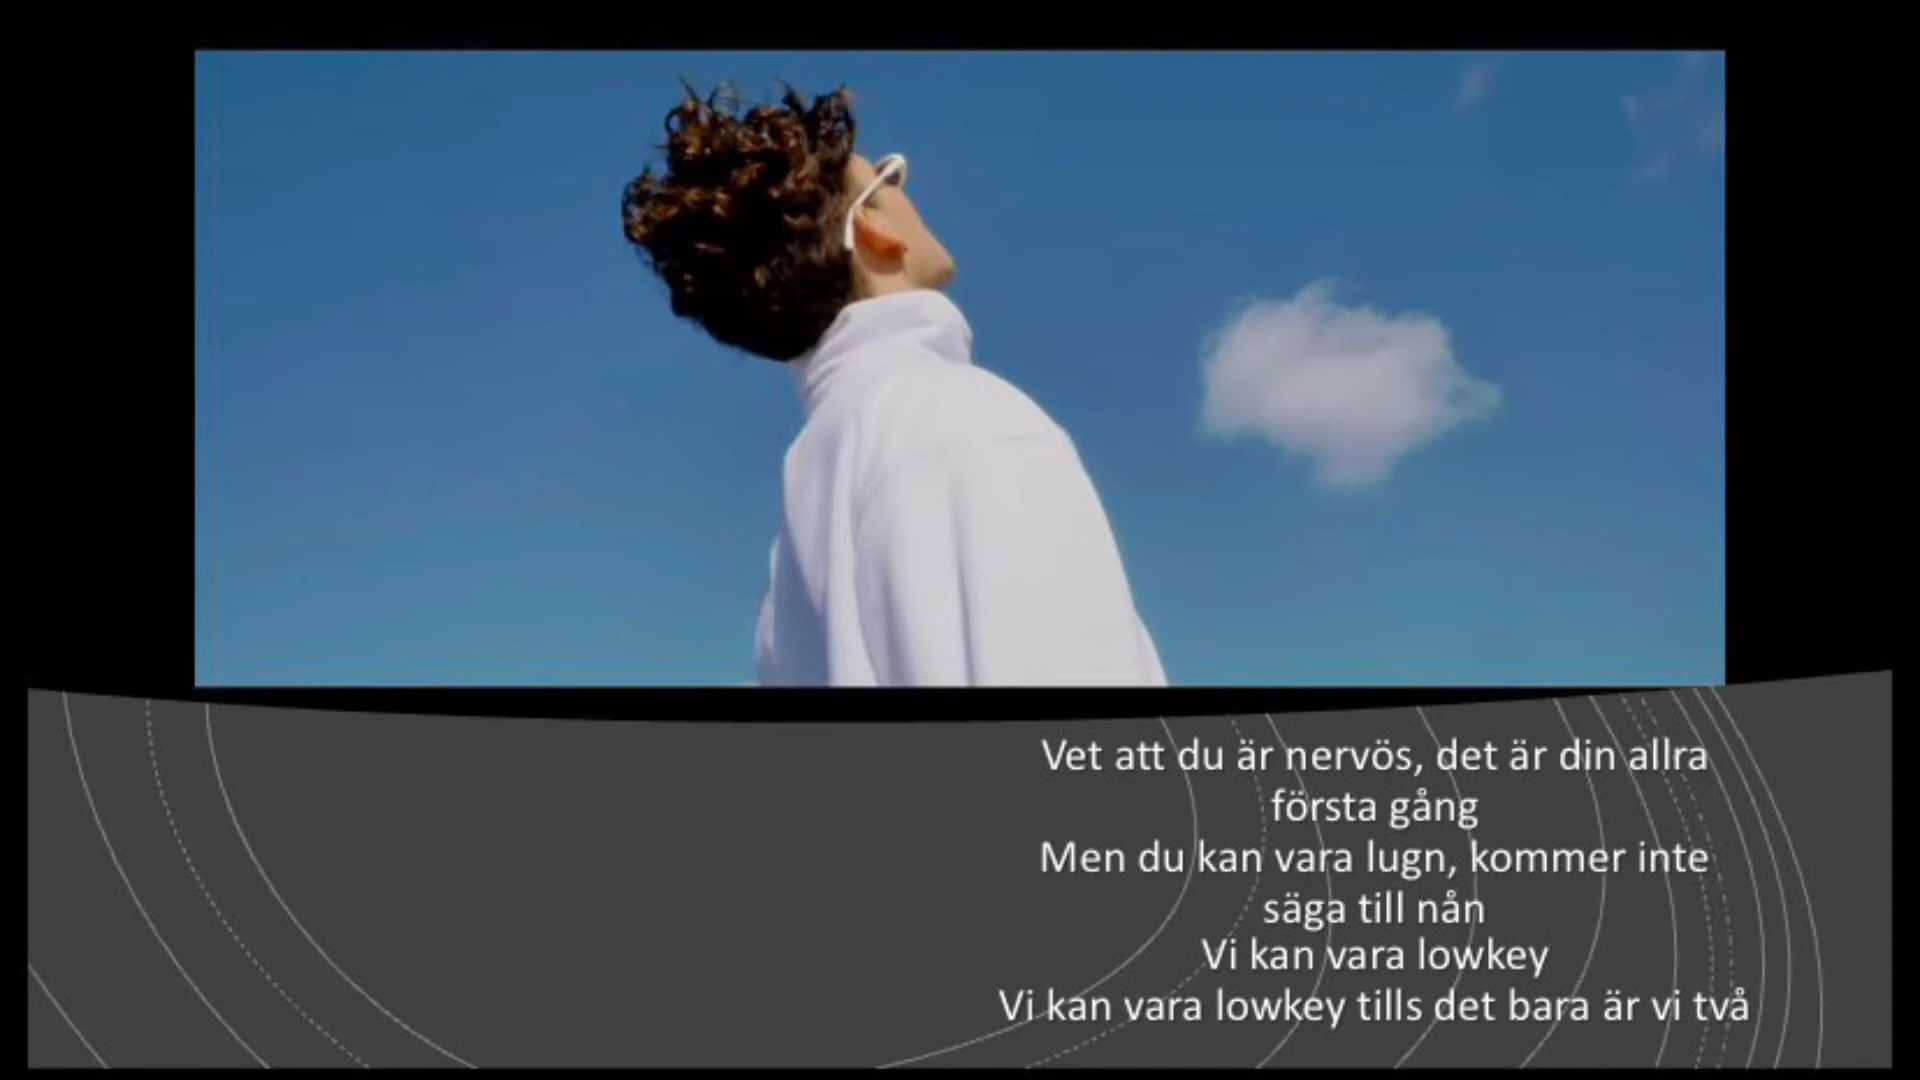 Vet att du är nervös, det är din allra
första gång
Men du kan vara lugn, kommer inte
säga till nån
Vi kan vara lowkey
Vi kan vara lowkey tills det bara är vi två